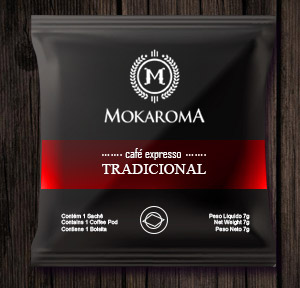 M
MOKAROMA
café expresso
TRADICIONAL
Contém 1 Sachê
Contains 1 Coffee Pod
Contiene 1 Bolsita
Peso Líquido 7g
Net Weight 7g
Peso Neto 7g